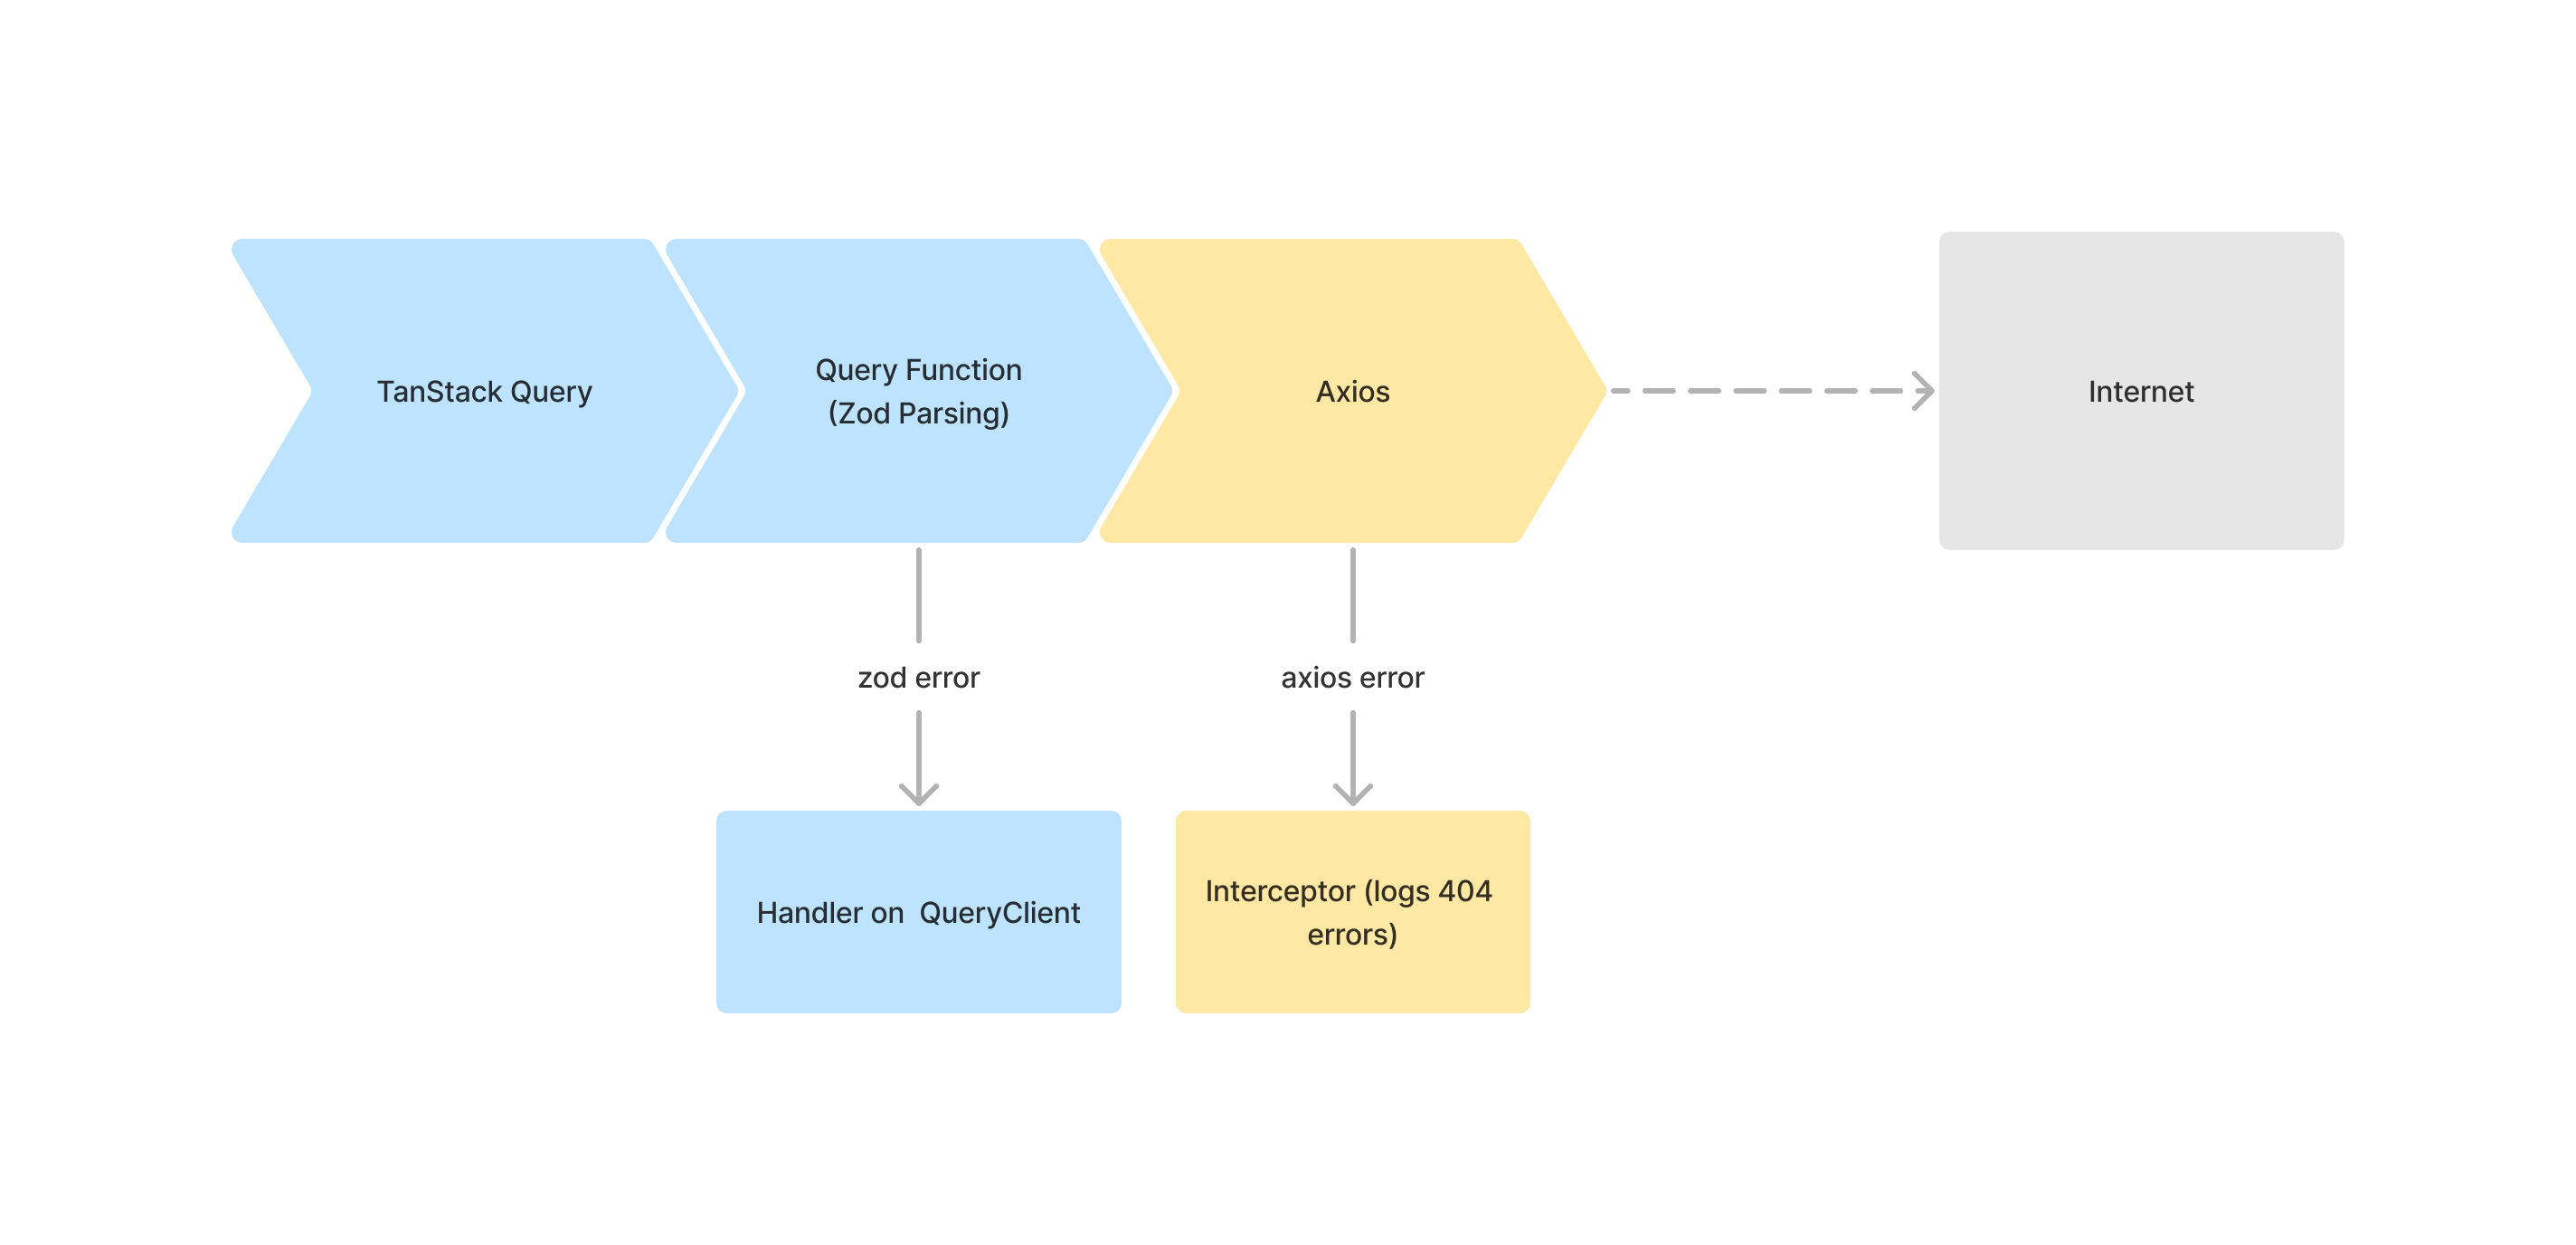 TanStack Query
Query Function
(Zod Parsing)
Axios
Internet
zod error
axios error
Handler on  QueryClient
Interceptor (logs 404
errors)